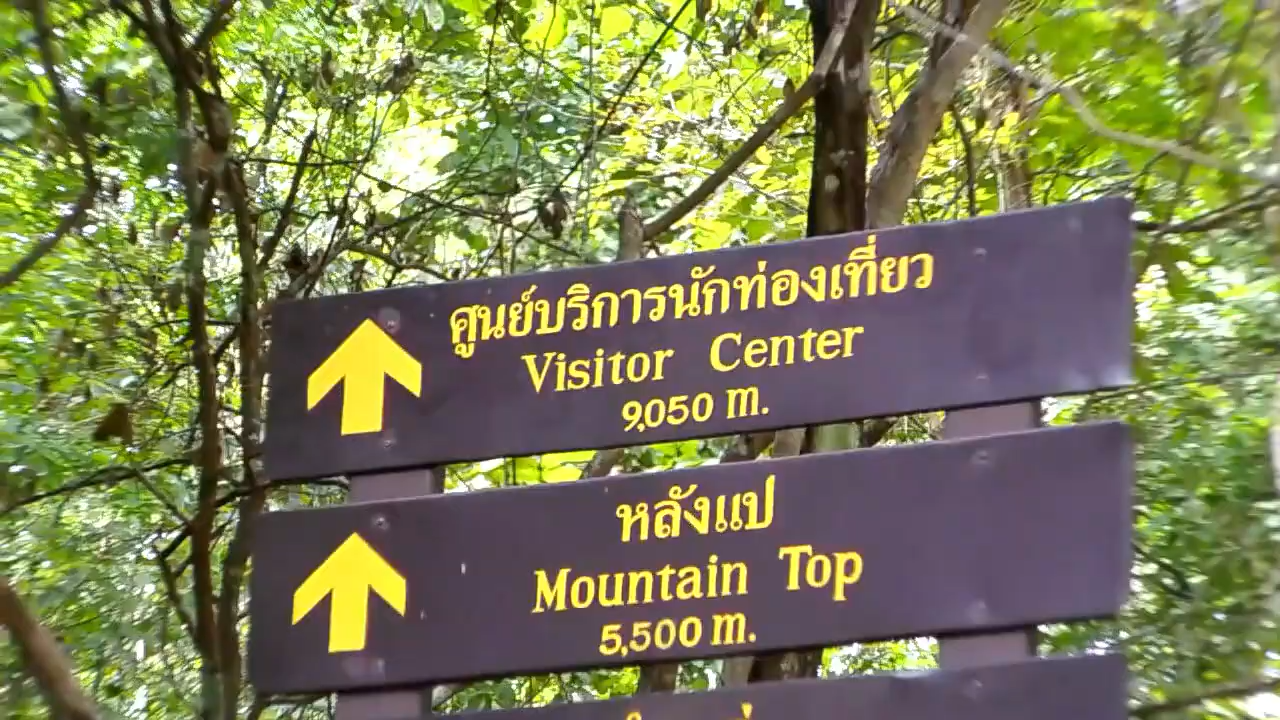 ศูนย์บริการนักท่องเที่ยว
Visitor Center
9,050 m.
หลังแป
Mountain Top
5,500 m.